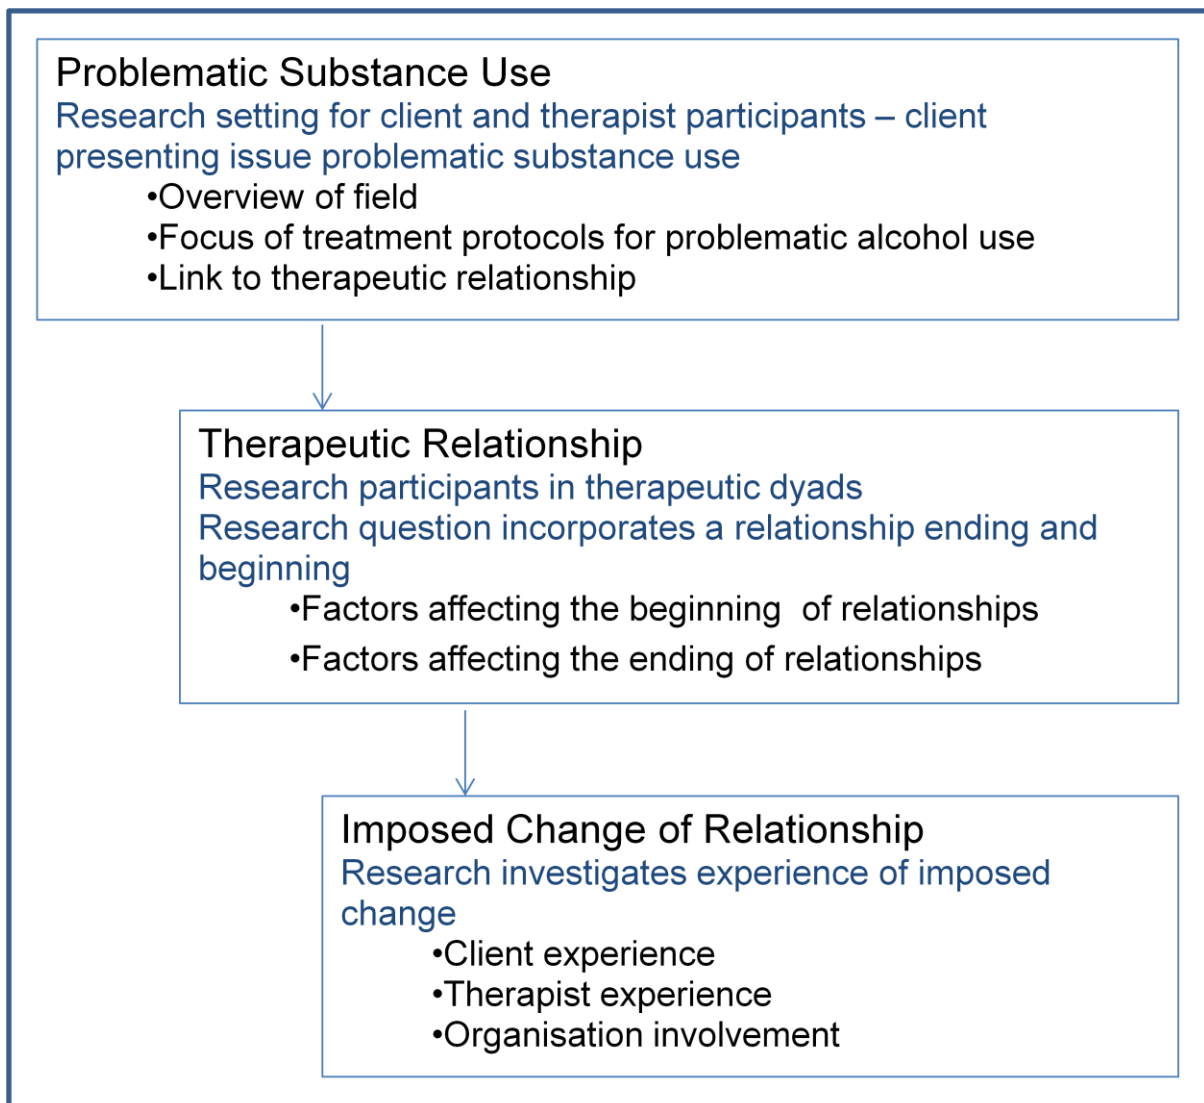 Problematic Substance Use
Research setting for client and therapist participants – client
presenting issue problematic substance use
•Overview of field
•Focus of treatment protocols for problematic alcohol use
•Link to therapeutic relationship
Therapeutic Relationship
Research participants in therapeutic dyads
Research question incorporates a relationship ending and
beginning
•Factors affecting the beginning  of relationships
•Factors affecting the ending of relationships
Imposed Change of Relationship
Research investigates experience of imposed
change
•Client experience
•Therapist experience
•Organisation involvement